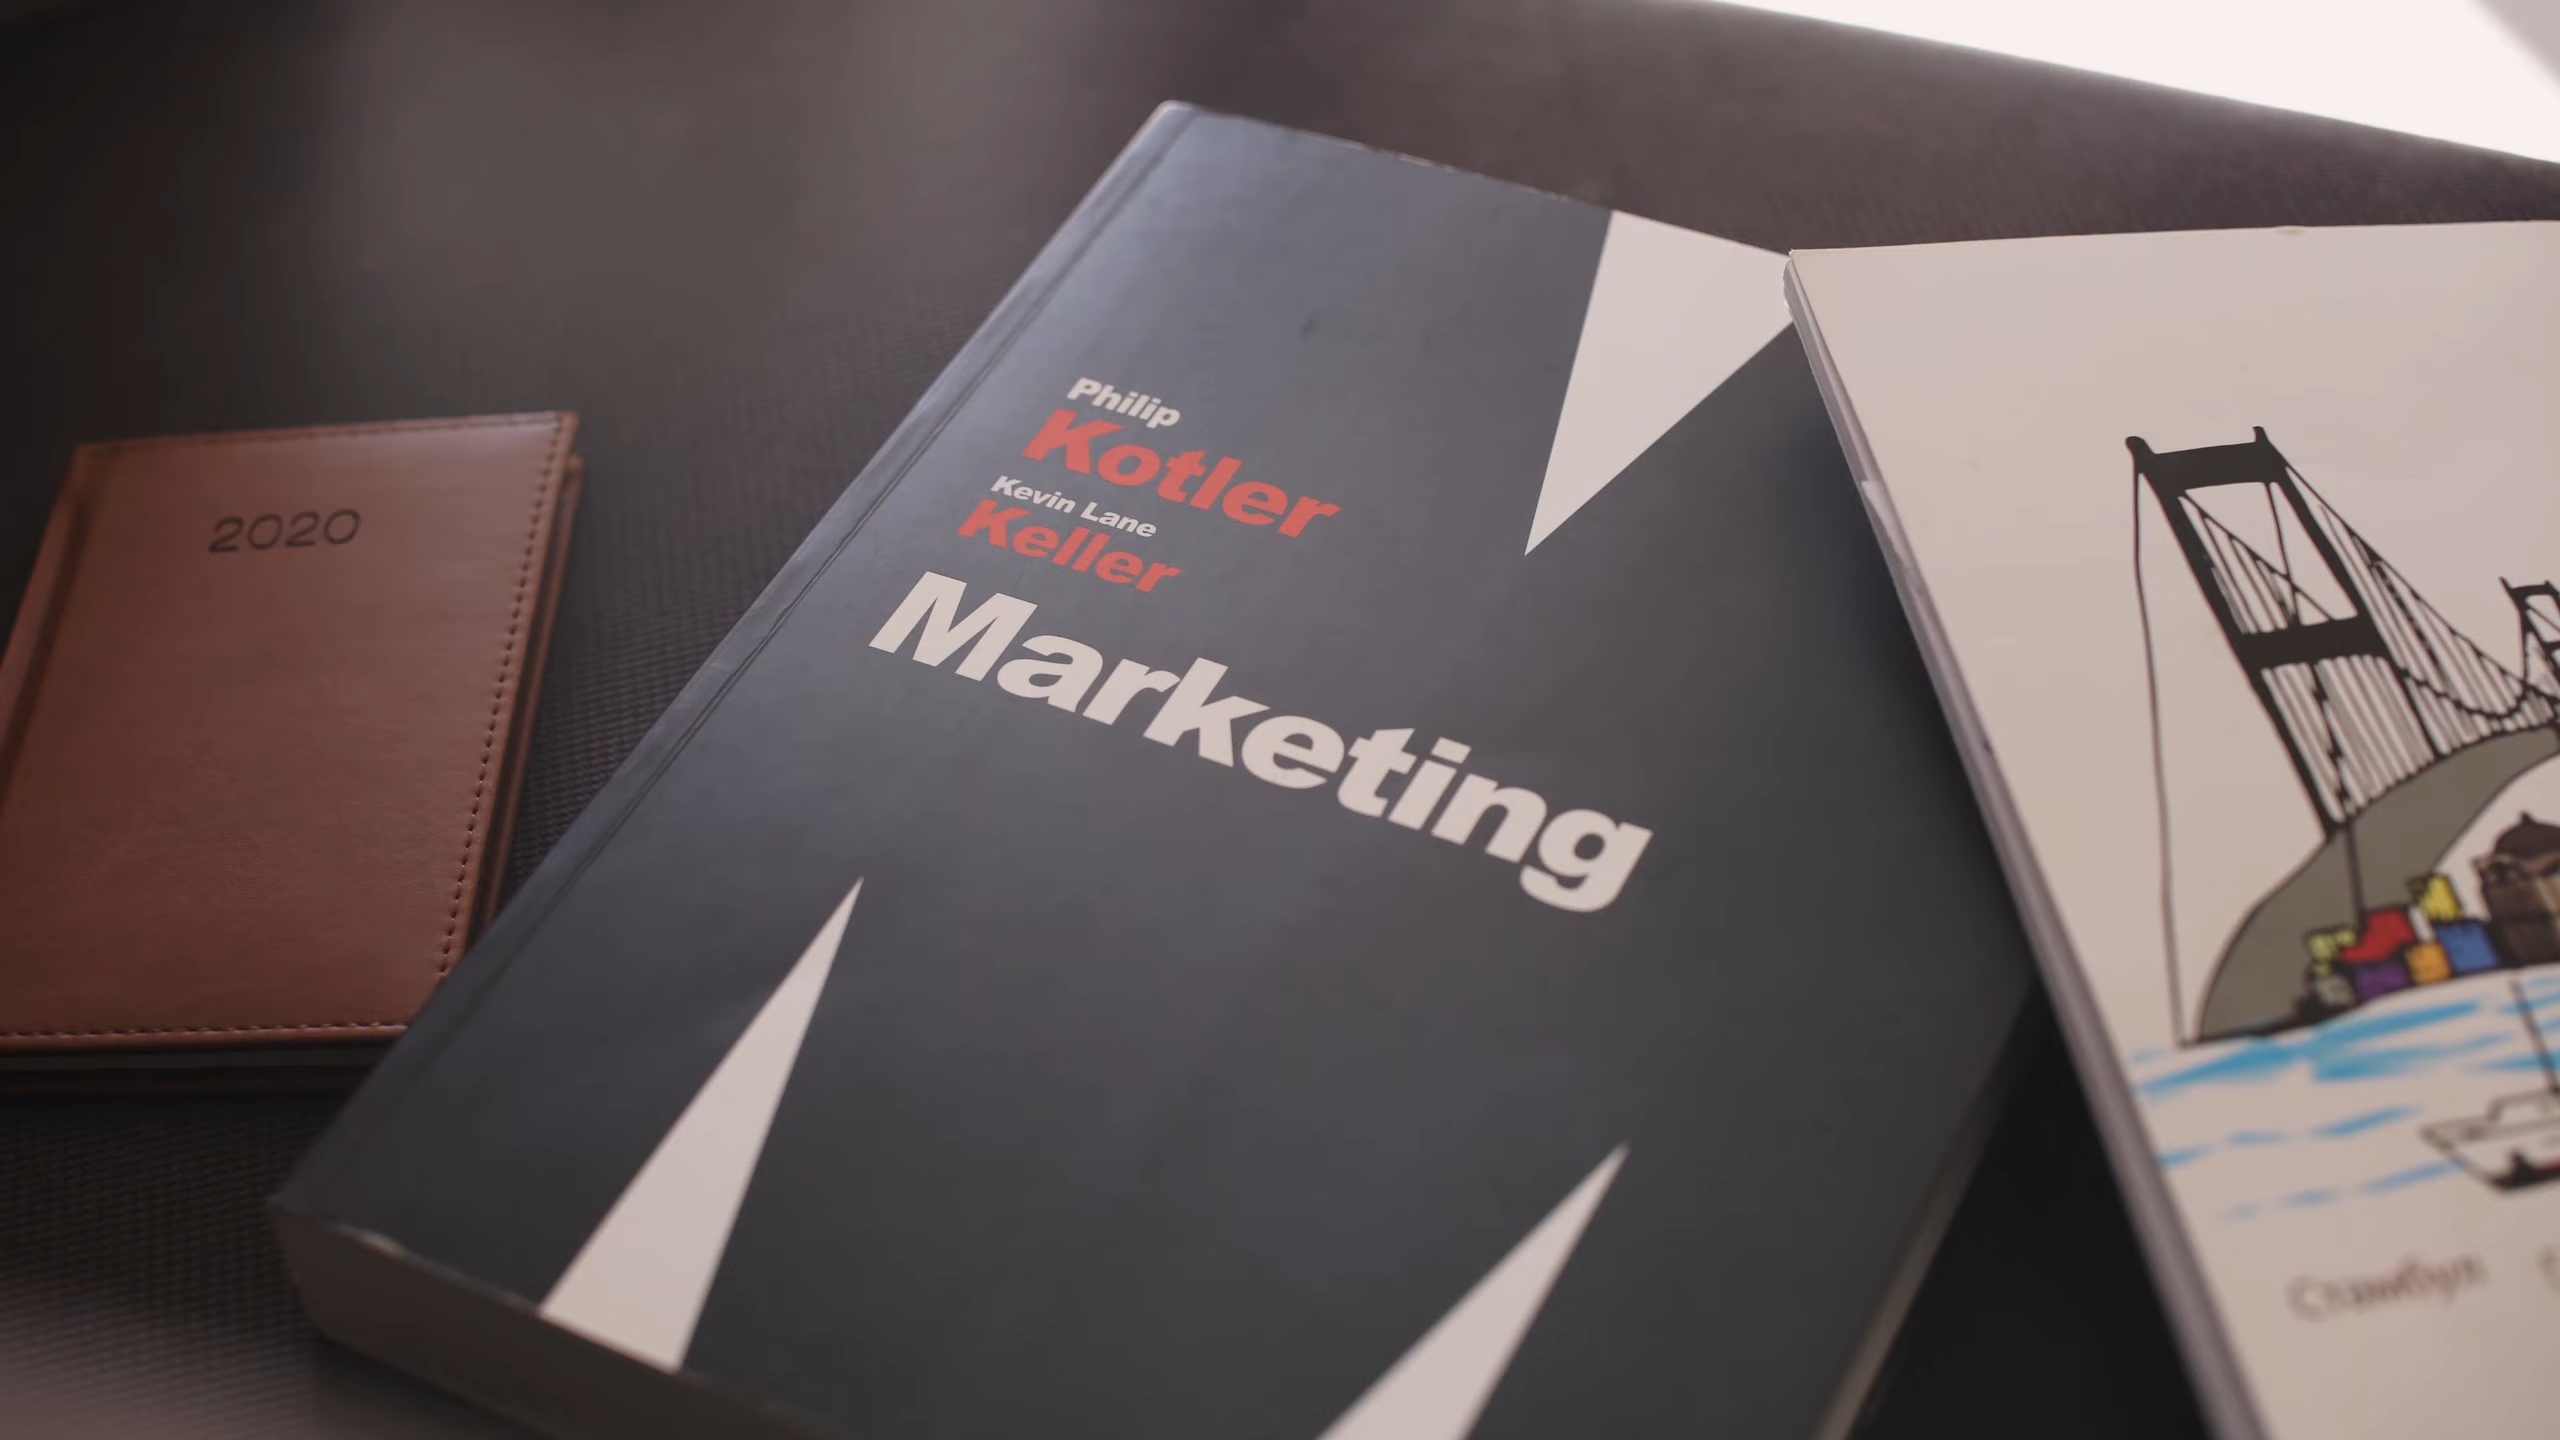 2020
Philip
Kotler
Kevin Lane
Keller
Marketing
Стамбул